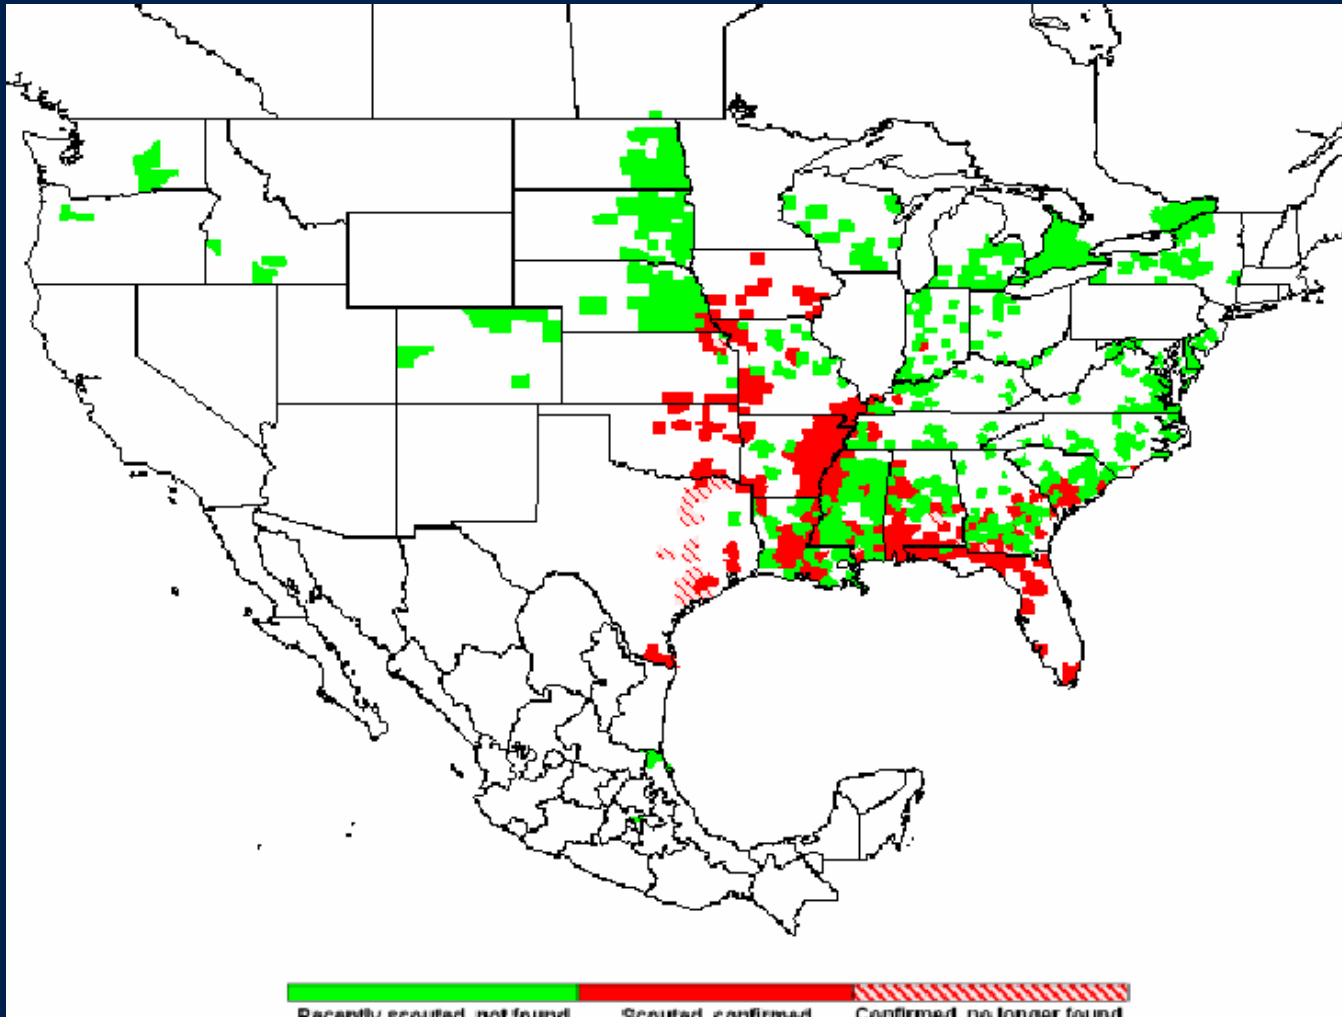 Recently scouted, not found
Scouted, confirmed
Confirmed, no longer found